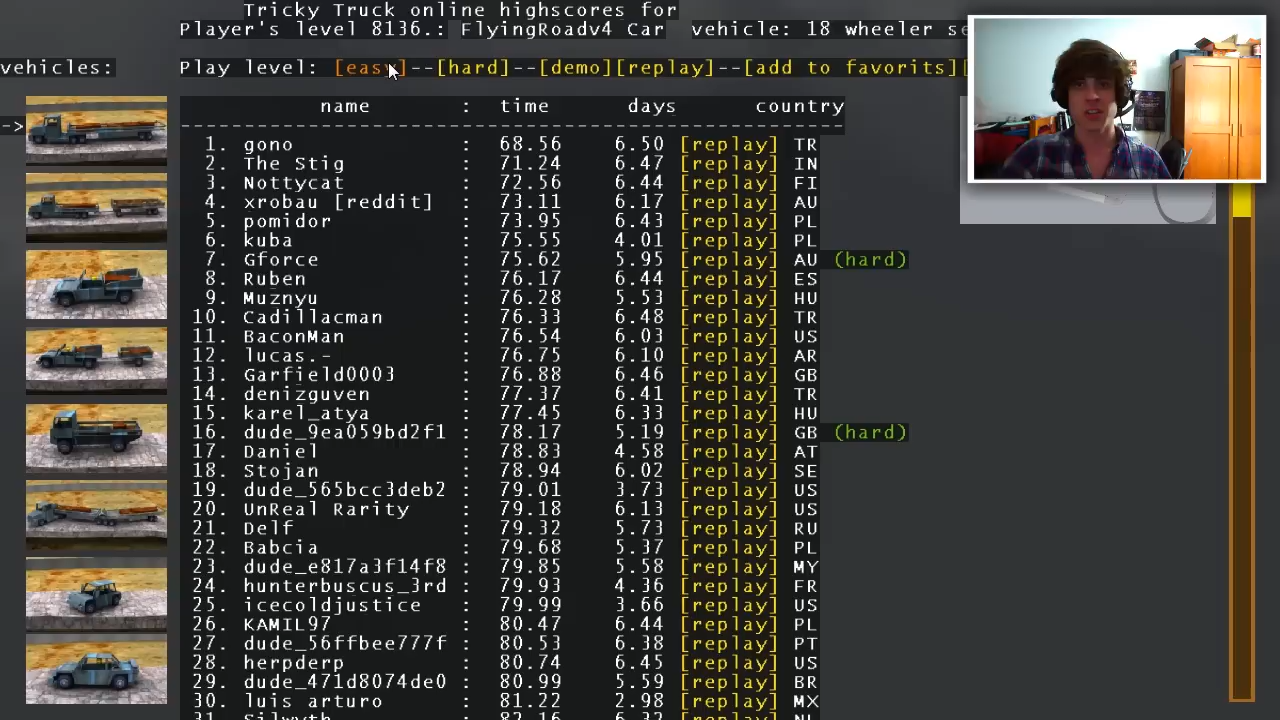 Tricky Truck online highscores for
Player's level 8136.: FlyingRoadv4 Car vehicle: 18 wheeler se
vehicles: Play level: [easy]--[hard]--[demo][replay]--[add to favorits][
name : time days country
->
1. gono : 68.56 6.50 [replay] TR
2. The Stig : 71.24 6.47 [replay] IN
3. Nottycat : 72.56 6.44 [replay] FI
4. xrobau [reddit] : 73.11 6.17 [replay] AU
5. pomidor : 73.95 6.43 [replay] PL
6. kuba : 75.55 4.01 [replay] PL
7. Gforce : 75.62 5.95 [replay] AU (hard)
8. Ruben : 76.17 6.44 [replay] ES
9. Muznyu : 76.28 5.53 [replay] HU
10. Cadillacman : 76.33 6.48 [replay] TR
11. BaconMan : 76.54 6.03 [replay] US
12. lucas.- : 76.75 6.10 [replay] AR
13. Garfield0003 : 76.88 6.46 [replay] GB
14. denizguven : 77.37 6.41 [replay] TR
15. karel_atya : 77.45 6.33 [replay] HU
16. dude_9ea059bd2f1 : 78.17 5.19 [replay] GB (hard)
17. Daniel : 78.83 4.58 [replay] AT
18. Stojan : 78.94 6.02 [replay] SE
19. dude_565bcc3deb2 : 79.01 3.73 [replay] US
20. UnReal Rarity : 79.18 6.13 [replay] US
21. Delf : 79.32 5.73 [replay] RU
22. Babcia : 79.68 5.37 [replay] PL
23. dude_e817a3f14f8 : 79.85 5.58 [replay] MY
24. hunterbuscus_3rd : 79.93 4.36 [replay] FR
25. icecoldjustice : 79.99 3.66 [replay] US
26. KAMIL97 : 80.47 6.44 [replay] PL
27. dude_56ffbee777f : 80.53 6.38 [replay] PT
28. herpderp : 80.74 6.45 [replay] US
29. dude_471d8074de0 : 80.99 5.59 [replay] BR
30. luis arturo : 81.22 2.98 [replay] MX
31. Silwyth : 82.16 6.32 [replay] NL